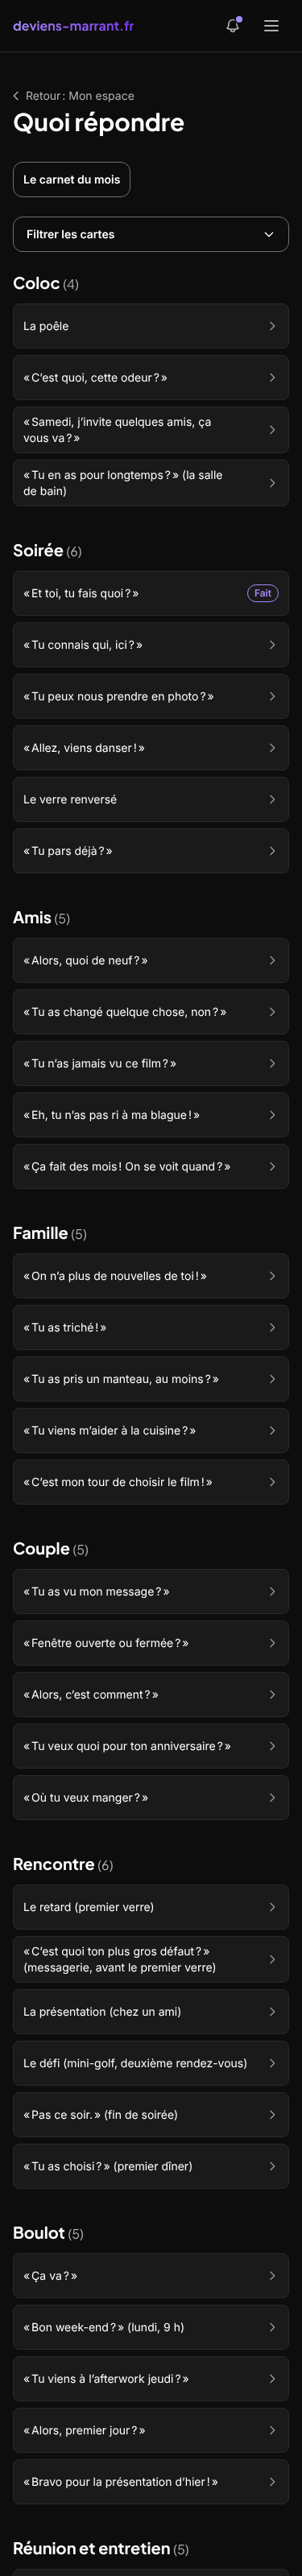 deviens-marrant.fr
Retour : Mon espace
Quoi répondre
Le carnet du mois
Filtrer les cartes
Coloc (4)
La poêle
« C’est quoi, cette odeur ? »
« Samedi, j’invite quelques amis, ça
vous va ? »
« Tu en as pour longtemps ? » (la salle
de bain)
Soirée (6)
« Et toi, tu fais quoi ? »
Fait
« Tu connais qui, ici ? »
« Tu peux nous prendre en photo ? »
« Allez, viens danser ! »
Le verre renversé
« Tu pars déjà ? »
Amis (5)
« Alors, quoi de neuf ? »
« Tu as changé quelque chose, non ? »
« Tu n’as jamais vu ce film ? »
« Eh, tu n’as pas ri à ma blague ! »
« Ça fait des mois ! On se voit quand ? »
Famille (5)
« On n’a plus de nouvelles de toi ! »
« Tu as triché ! »
« Tu as pris un manteau, au moins ? »
« Tu viens m’aider à la cuisine ? »
« C’est mon tour de choisir le film ! »
Couple (5)
« Tu as vu mon message ? »
« Fenêtre ouverte ou fermée ? »
« Alors, c’est comment ? »
« Tu veux quoi pour ton anniversaire ? »
« Où tu veux manger ? »
Rencontre (6)
Le retard (premier verre)
« C’est quoi ton plus gros défaut ? »
(messagerie, avant le premier verre)
La présentation (chez un ami)
Le défi (mini-golf, deuxième rendez-vous)
« Pas ce soir. » (fin de soirée)
« Tu as choisi ? » (premier dîner)
Boulot (5)
« Ça va ? »
« Bon week-end ? » (lundi, 9 h)
« Tu viens à l’afterwork jeudi ? »
« Alors, premier jour ? »
« Bravo pour la présentation d’hier ! »
Réunion et entretien (5)